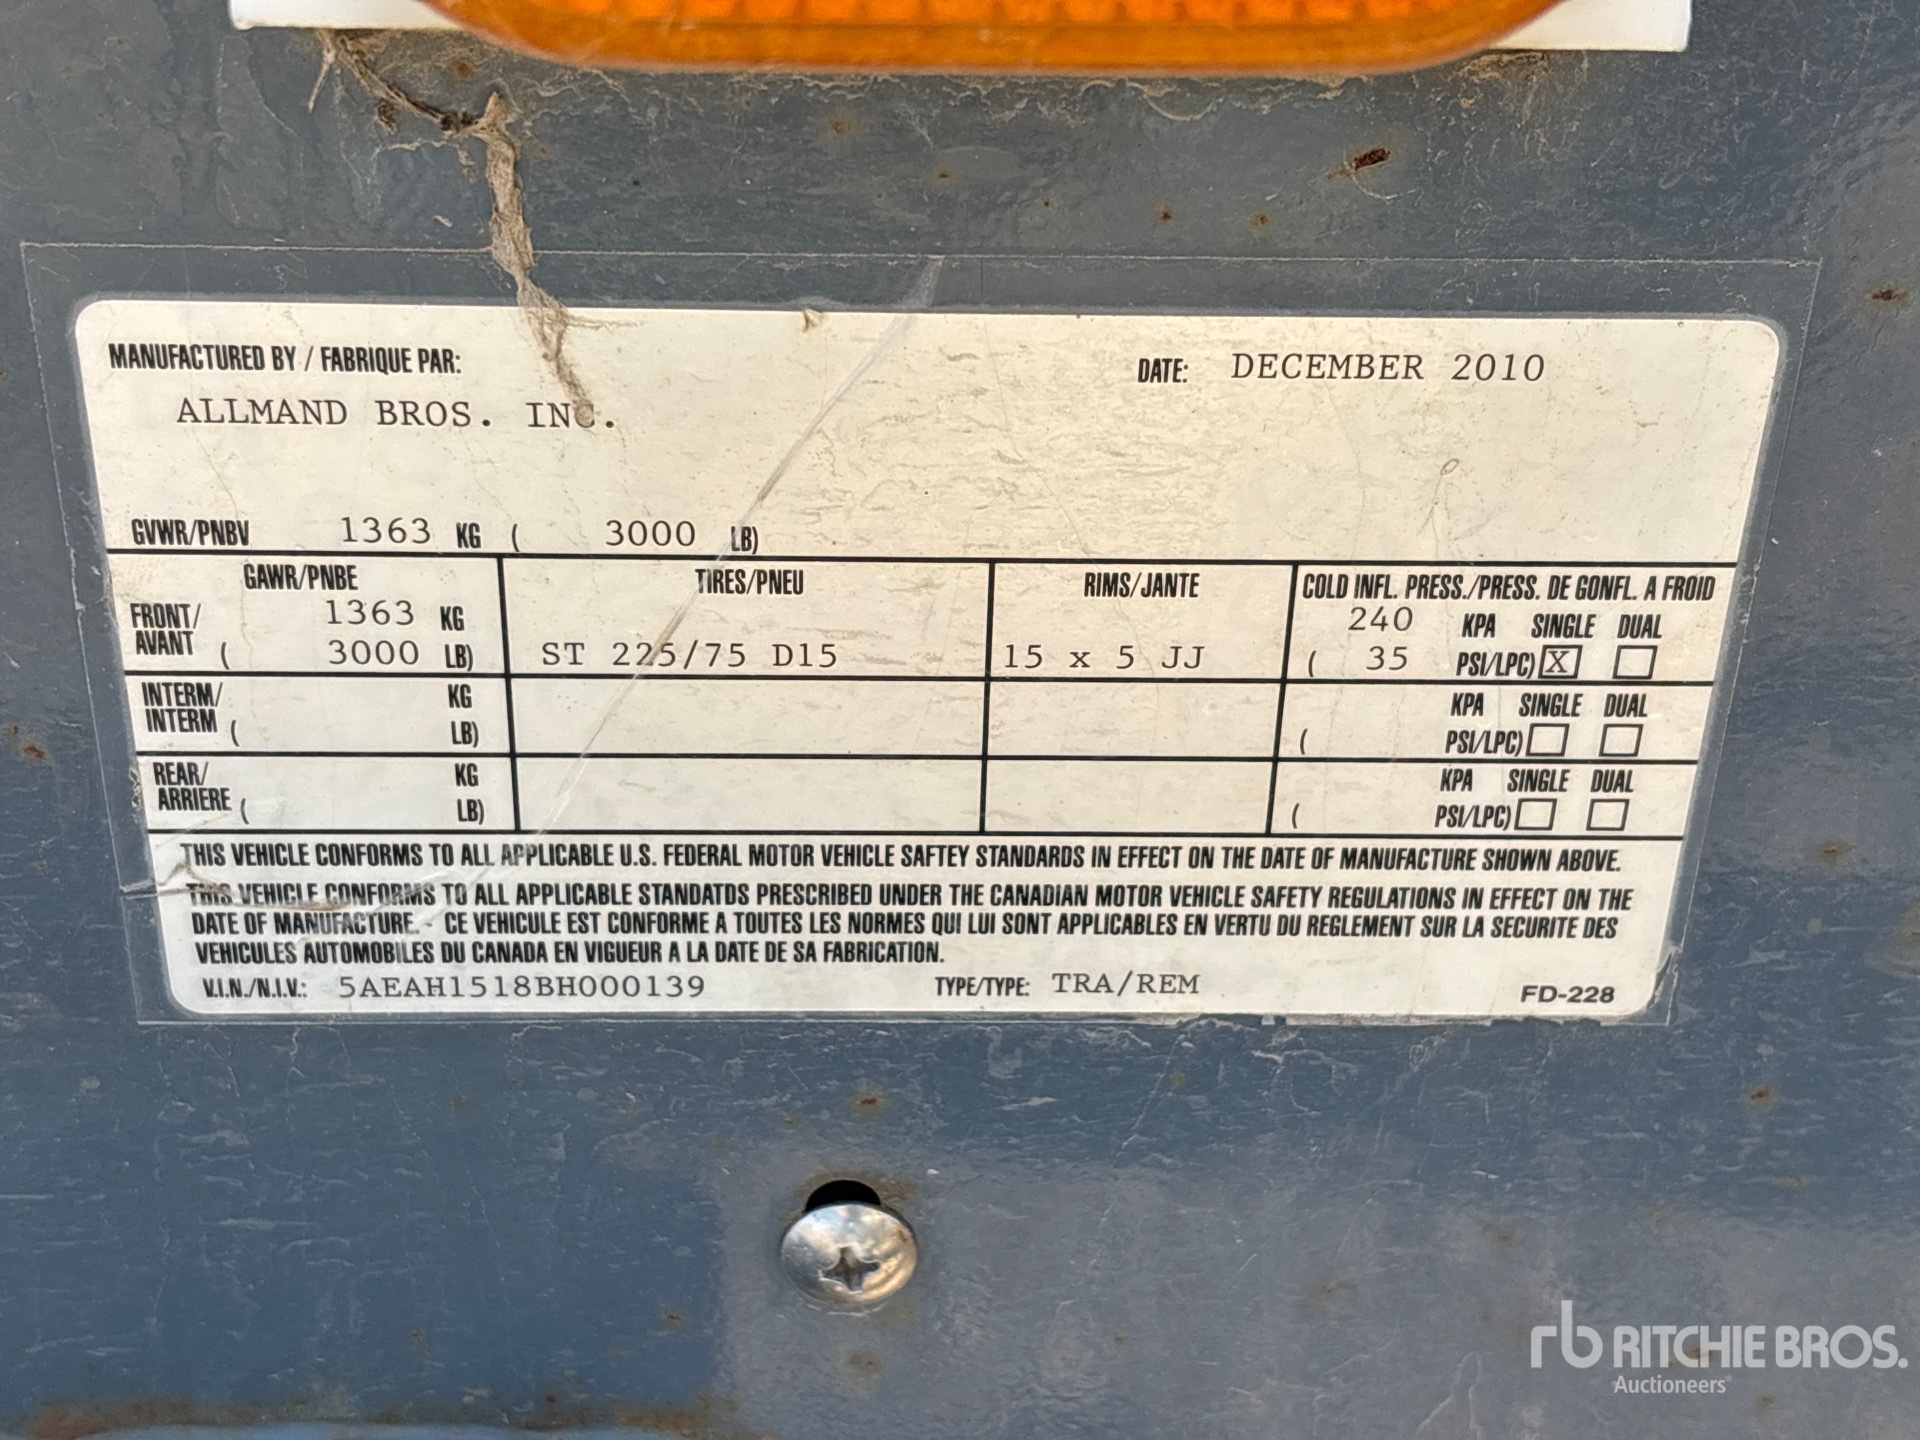 MANUFACTURED BY / FABRIQUE PAR:
DATE: DECEMBER 2010
ALLMAND BROS. INC.
GVWR/PNBV 1363 KG ( 3000 LB)
GAWR/PNBE TIRES/PNEU RIMS/JANTE COLD INFL. PRESS./PRESS. DE GONFL. A FROID
FRONT/ 1363 KG 240 KPA SINGLE DUAL
AVANT ( 3000 LB) ST 225/75 D15 15 x 5 JJ ( 35 PSI/LPC) X
INTERM/ KG KPA SINGLE DUAL
INTERM ( LB) ( PSI/LPC)
REAR/ KG KPA SINGLE DUAL
ARRIERE ( LB) ( PSI/LPC)
THIS VEHICLE CONFORMS TO ALL APPLICABLE U.S. FEDERAL MOTOR VEHICLE SAFTEY STANDARDS IN EFFECT ON THE DATE OF MANUFACTURE SHOWN ABOVE.
THIS VEHICLE CONFORMS TO ALL APPLICABLE STANDATDS PRESCRIBED UNDER THE CANADIAN MOTOR VEHICLE SAFETY REGULATIONS IN EFFECT ON THE
DATE OF MANUFACTURE. - CE VEHICULE EST CONFORME A TOUTES LES NORMES QUI LUI SONT APPLICABLES EN VERTU DU REGLEMENT SUR LA SECURITE DES
VEHICULES AUTOMOBILES DU CANADA EN VIGUEUR A LA DATE DE SA FABRICATION.
V.I.N./N.I.V.: 5AEAH1518BH000139 TYPE/TYPE: TRA/REM FD-228
rb RITCHIE BROS.
Auctioneers